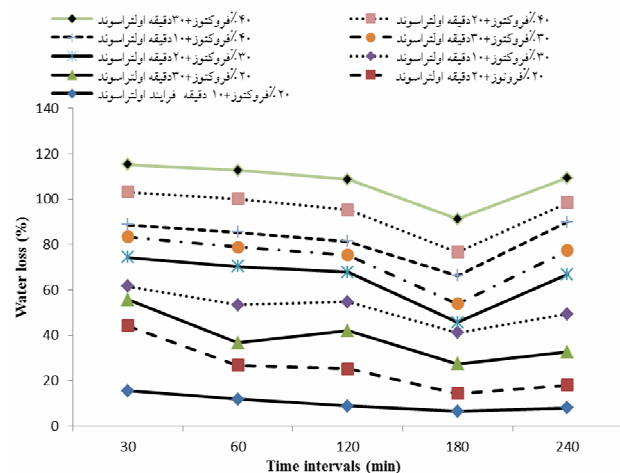 ۴۰٪فروکتوز+۳۰دقیقه اولتراسوند
۴۰٪فروکتوز+۲۰دقیقه اولتراسوند
۴۰٪فروکتوز+۱۰دقیقه اولتراسوند
۳۰٪فروکتوز+۳۰دقیقه اولتراسوند
۳۰٪فروکتوز+۲۰دقیقه اولتراسوند
۳۰٪فروکتوز+۱۰دقیقه اولتراسوند
۲۰٪فروکتوز+۳۰دقیقه اولتراسوند
۲۰٪فرونوز+۲۰دقیقه اولتراسوند
۲۰٪فروکتوز+۱۰ دقیقه فرایند اولتراسوند
140
120
100
80
60
40
20
0
Water loss (%)
30 60 120 180 240
Time intervals (min)